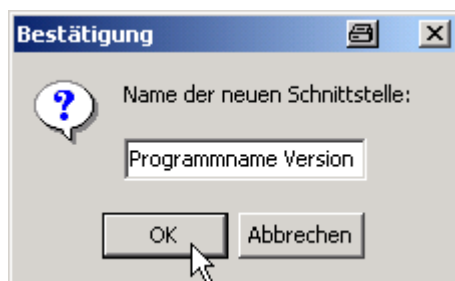 Bestätigung
Name der neuen Schnittstelle:
Programmname Version
OK
Abbrechen